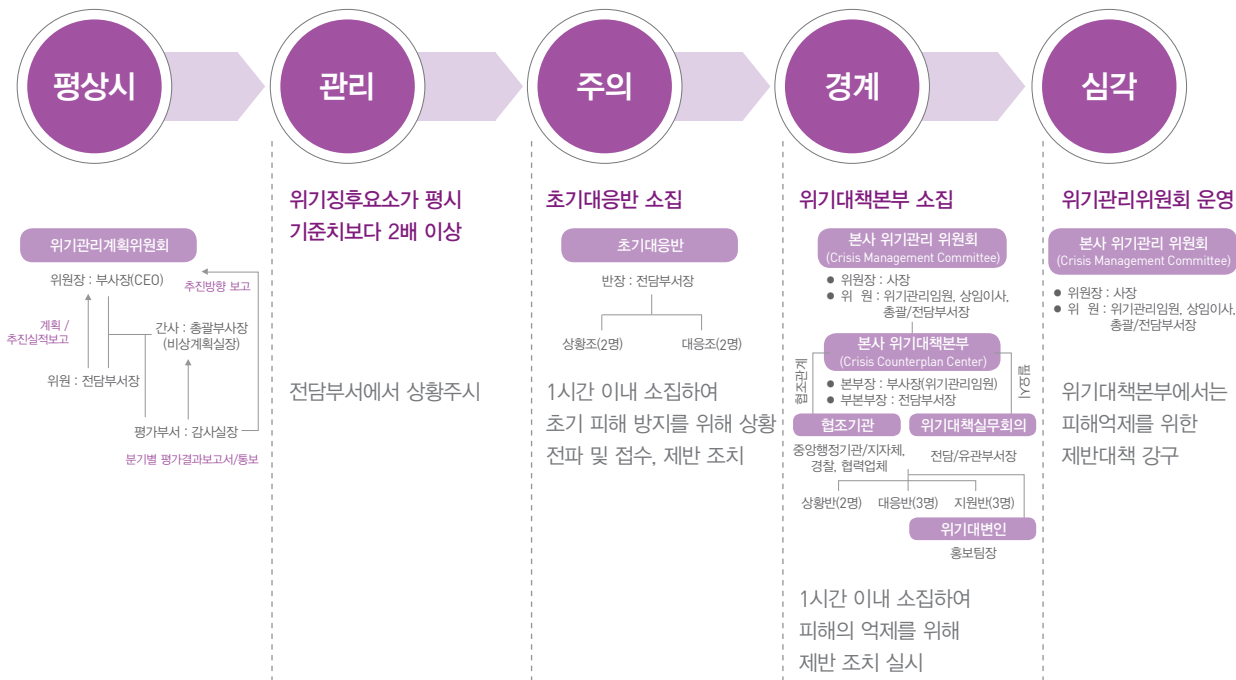 평상시
관리
주의
경계
심각
위기관리계획위원회
위원장 : 부사장(CEO)
추진방향 보고
계획 /
추진실적보고
간사 : 총괄부사장
(비상계획실장)
위원 : 전담부서장
평가부서 : 감사실장
분기별 평가결과보고서/통보
위기징후요소가 평시
기준치보다 2배 이상
전담부서에서 상황주시
초기대응반 소집
초기대응반
반장 : 전담부서장
상황조(2명)
대응조(2명)
1시간 이내 소집하여
초기 피해 방지를 위해 상황
전파 및 접수, 제반 조치
위기대책본부 소집
본사 위기관리 위원회
(Crisis Management Committee)
● 위원장 : 사장
● 위 원 : 위기관리임원, 상임이사,
총괄/전담부서장
본사 위기대책본부
(Crisis Counterplan Center)
● 본부장 : 부사장(위기관리임원)
● 부본부장 : 전담부서장
협조관계
필요시
협조기관
중앙행정기관/지자체,
경찰, 협력업체
위기대책실무회의
전담/유관부서장
상황반(2명)
대응반(3명)
지원반(3명)
위기대변인
홍보팀장
1시간 이내 소집하여
피해의 억제를 위해
제반 조치 실시
위기관리위원회 운영
본사 위기관리 위원회
(Crisis Management Committee)
● 위원장 : 사장
● 위 원 : 위기관리임원, 상임이사,
총괄/전담부서장
위기대책본부에서는
피해억제를 위한
제반대책 강구